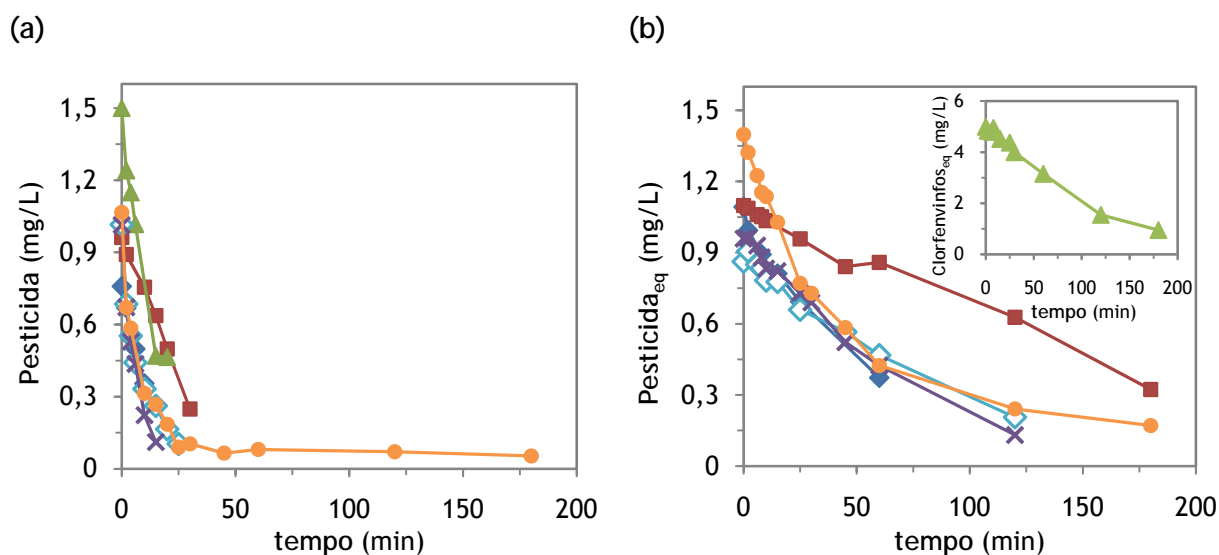 (a)
Pesticida (mg/L)
1,5
1,2
0,9
0,6
0,3
0
0 50 100 150 200
tempo (min)
(b)
Pesticida_eq (mg/L)
1,5
1,2
0,9
0,6
0,3
0
0 50 100 150 200
tempo (min)
Clorfenvinfos_eq (mg/L)
6
4
2
0
0 50 100 150 200
tempo (min)